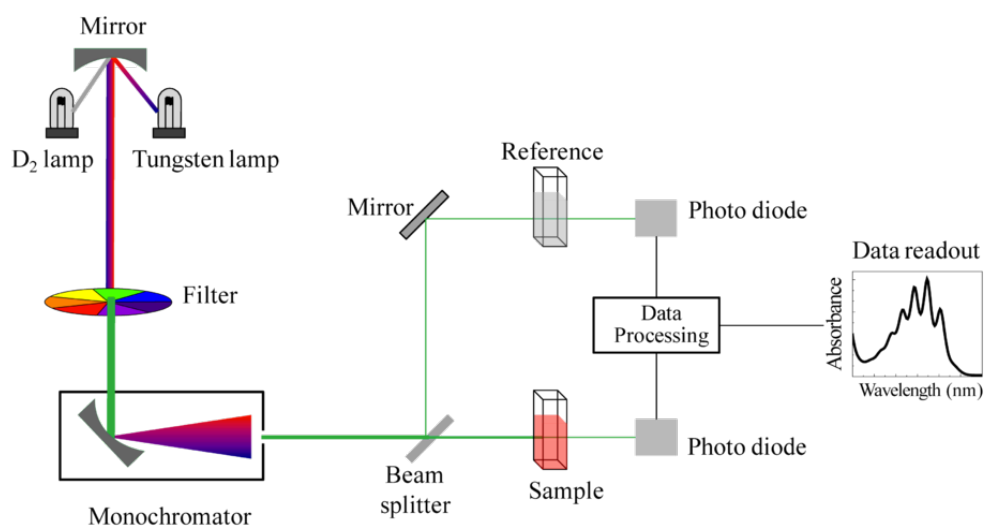 Mirror
D₂ lamp
Tungsten lamp
Filter
Monochromator
Mirror
Beam
splitter
Reference
Sample
Photo diode
Data
Processing
Photo diode
Data readout
Absorbance
Wavelength (nm)